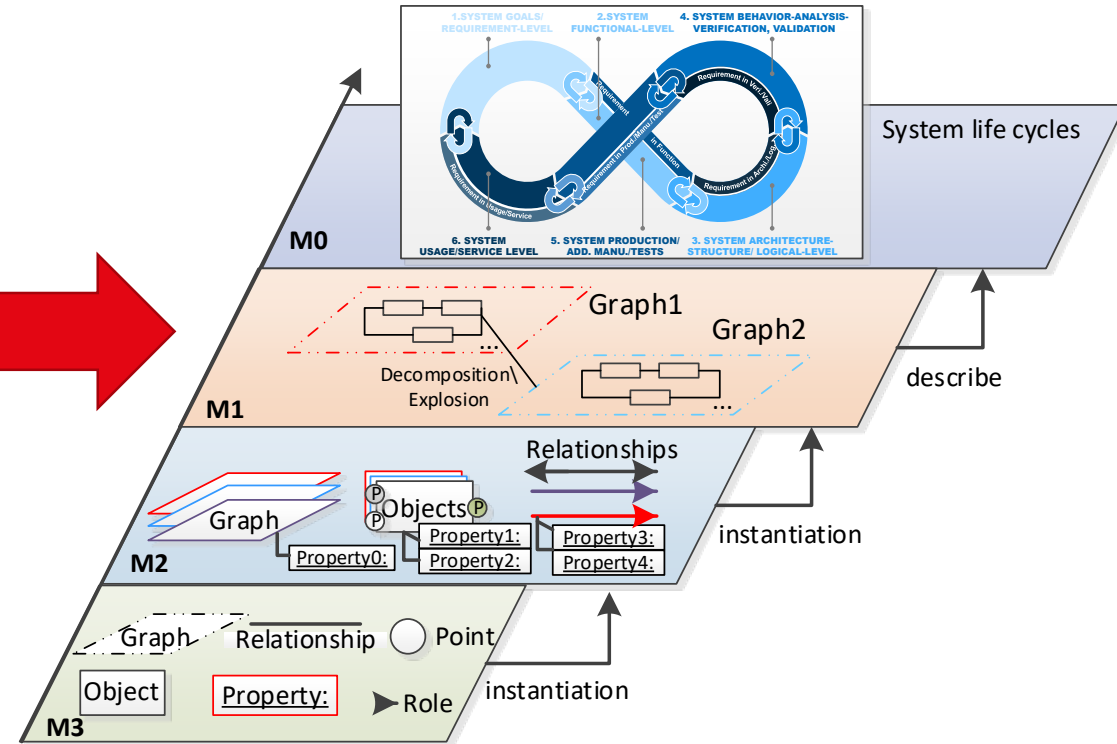 1.SYSTEM GOALS/
REQUIREMENT-LEVEL
2.SYSTEM
FUNCTIONAL-LEVEL
4. SYSTEM BEHAVIOR-ANALYSIS-
VERIFICATION, VALIDATION
Requirement
in Function
Requirement in Prod./Manu./Test
Requirement in Veri./Vali
Requirement in Archi./Log.
Requirement in Usage/Service
6. SYSTEM
USAGE/SERVICE LEVEL
5. SYSTEM PRODUCTION/
ADD. MANU./TESTS
3. SYSTEM ARCHITECTURE-
STRUCTURE/ LOGICAL-LEVEL
System life cycles
M0
Graph1
...
Graph2
Decomposition\
Explosion
...
M1
describe
Relationships
P
P
Objects
P
Graph
Property0:
Property1:
Property2:
Property3:
Property4:
M2
instantiation
Graph
Relationship
Point
Object
Property:
Role
M3
instantiation